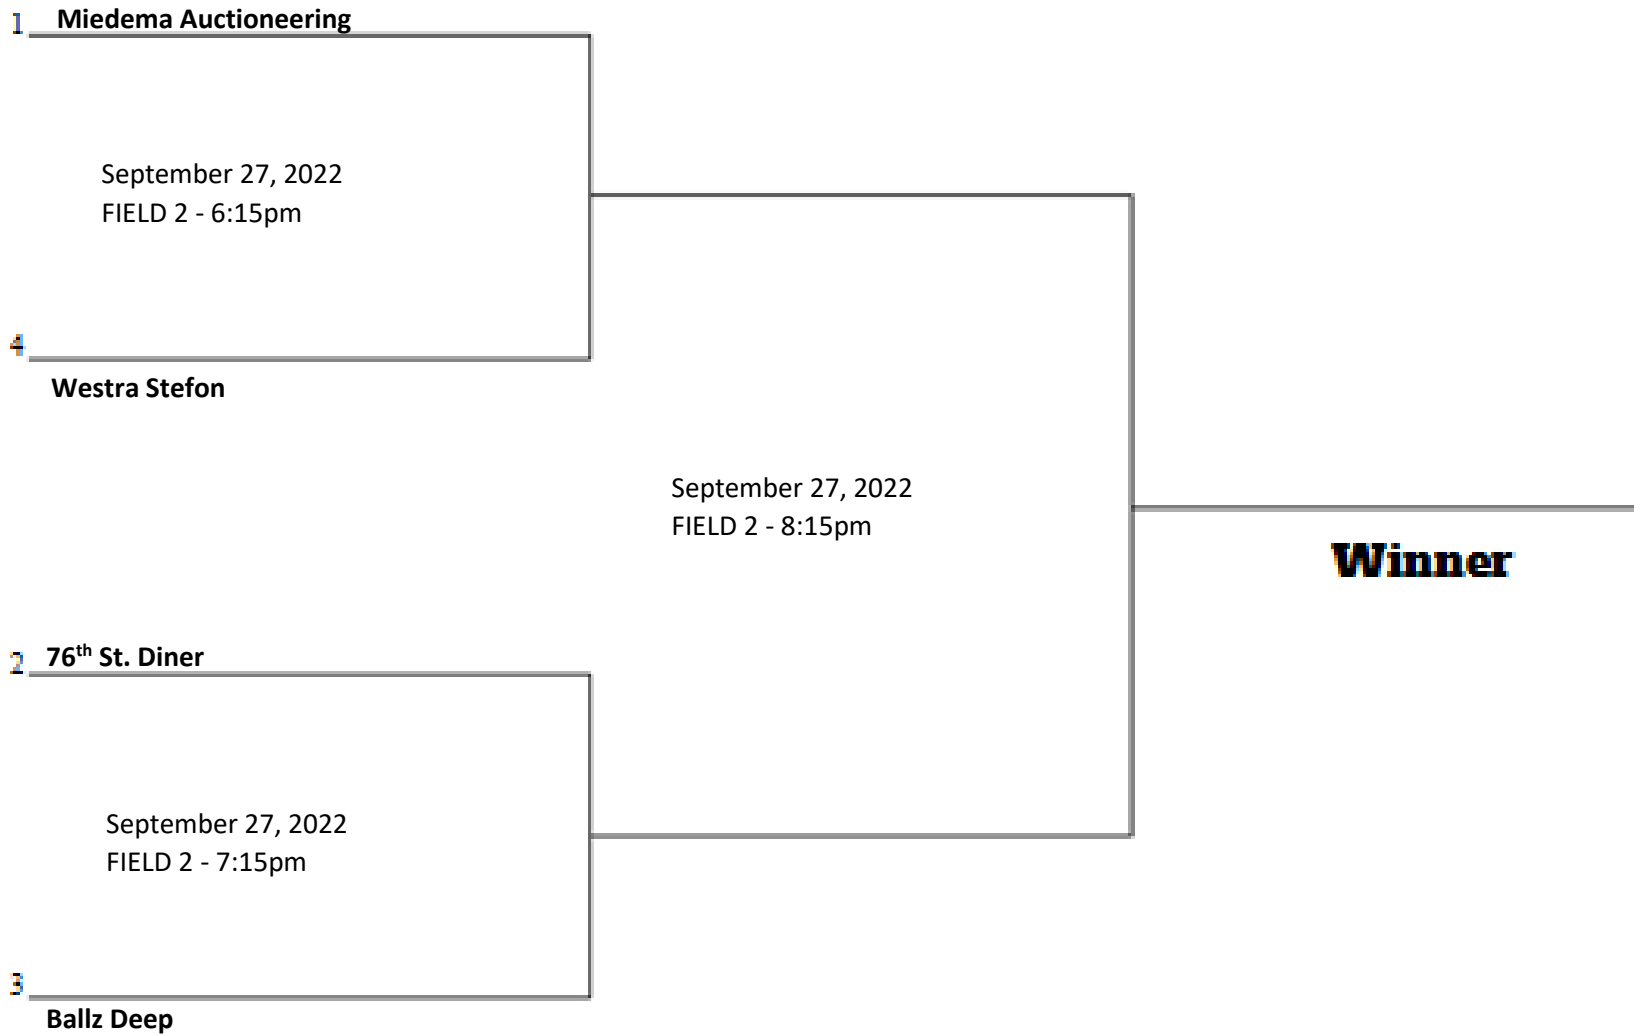 1 Miedema Auctioneering
September 27, 2022
FIELD 2 - 6:15pm
4
Westra Stefon
September 27, 2022
FIELD 2 - 8:15pm
Winner
2 76th St. Diner
September 27, 2022
FIELD 2 - 7:15pm
3
Ballz Deep